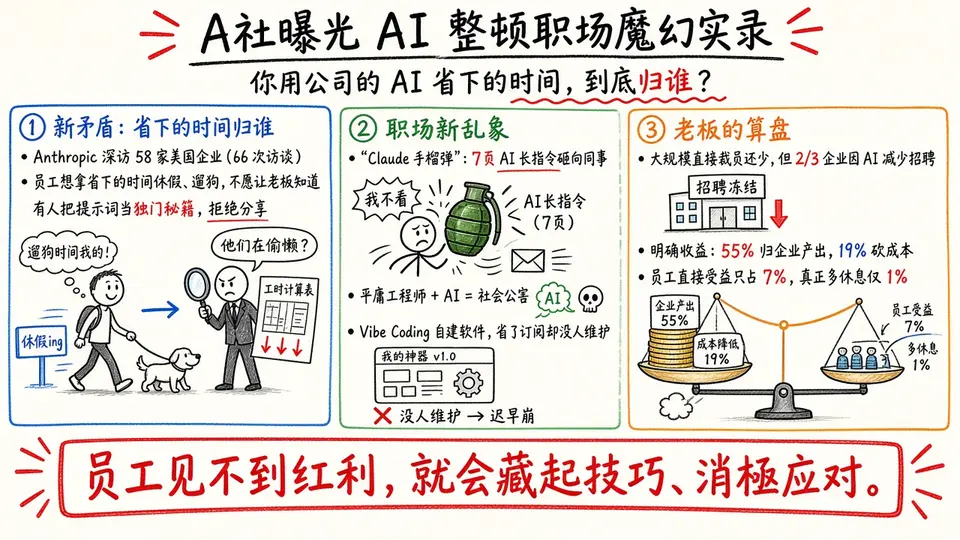 A社曝光 AI 整顿职场魔幻实录
你用公司的 AI 省下的时间，到底归谁？
① 新矛盾：省下的时间归谁
• Anthropic 深访 58 家美国企业（66 次访谈）
• 员工想拿省下的时间休假、遛狗，不愿让老板知道
有人把提示词当独门秘籍，拒绝分享
遛狗时间我的！
他们在偷懒？
休假ing
工时计算表
② 职场新乱象
• “Claude 手榴弹”：7页 AI 长指令砸向同事
我不看
AI长指令
（7页）
• 平庸工程师 + AI = 社会公害
AI
• Vibe Coding 自建软件，省了订阅却没人维护
我的神器 v1.0
没人维护 → 迟早崩
③ 老板的算盘
• 大规模直接裁员还少，但 2/3 企业因 AI 减少招聘
招聘冻结
• 明确收益：55% 归企业产出，19% 砍成本
• 员工直接受益只占 7%，真正多休息仅 1%
企业产出
55%
成本降低
19%
员工受益
7%
多休息
1%
员工见不到红利，就会藏起技巧、消極应对。